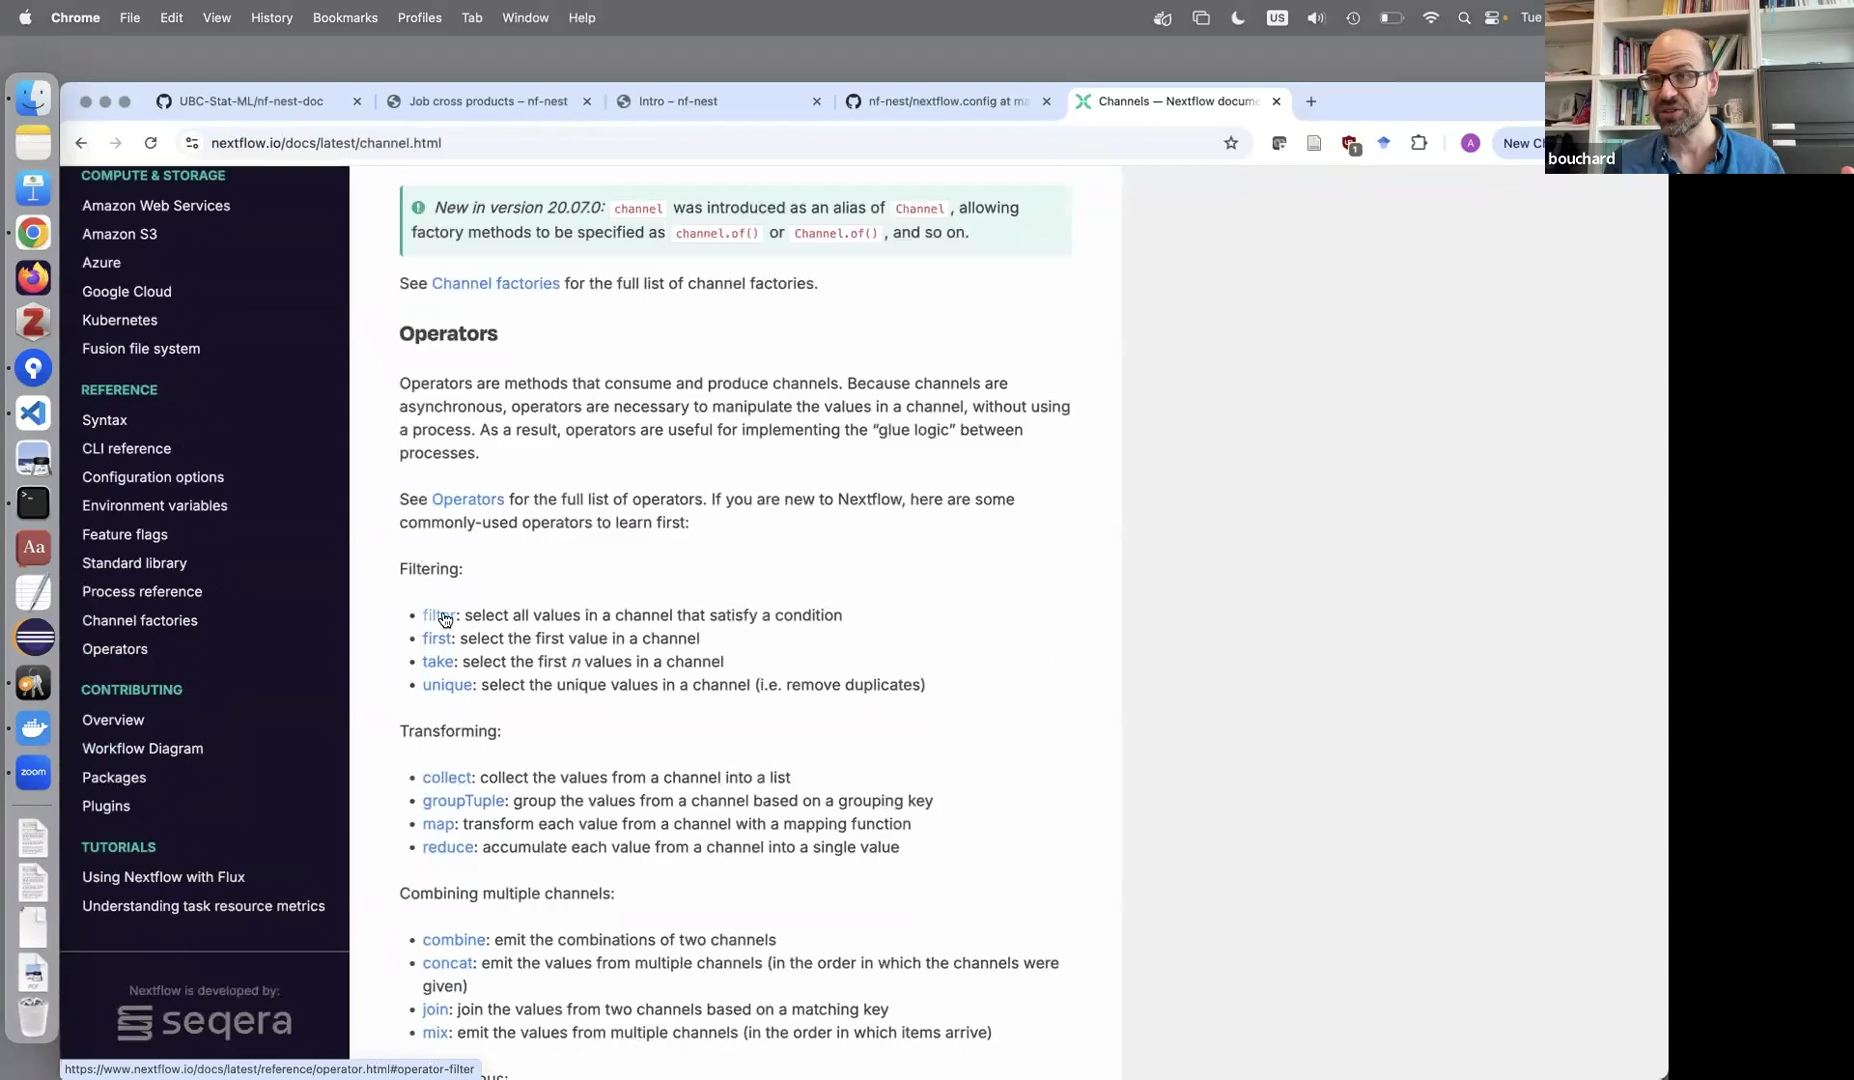 Chrome File Edit View History Bookmarks Profiles Tab Window Help
US
Tue
UBC-Stat-ML/nf-nest-doc
Job cross products – nf-nest
Intro – nf-nest
nf-nest/nextflow.config at ma
Channels — Nextflow docume
nextflow.io/docs/latest/channel.html
1
A
New Ch
bouchard
COMPUTE & STORAGE
Amazon Web Services
Amazon S3
Azure
Google Cloud
Kubernetes
Fusion file system
REFERENCE
Syntax
CLI reference
Configuration options
Environment variables
Feature flags
Standard library
Process reference
Channel factories
Operators
CONTRIBUTING
Overview
Workflow Diagram
Packages
Plugins
TUTORIALS
Using Nextflow with Flux
Understanding task resource metrics
Nextflow is developed by:
seqera
New in version 20.07.0: channel was introduced as an alias of Channel, allowing
factory methods to be specified as channel.of() or Channel.of(), and so on.
See Channel factories for the full list of channel factories.
Operators
Operators are methods that consume and produce channels. Because channels are
asynchronous, operators are necessary to manipulate the values in a channel, without using
a process. As a result, operators are useful for implementing the “glue logic” between
processes.
See Operators for the full list of operators. If you are new to Nextflow, here are some
commonly-used operators to learn first:
Filtering:
• filter: select all values in a channel that satisfy a condition
• first: select the first value in a channel
• take: select the first n values in a channel
• unique: select the unique values in a channel (i.e. remove duplicates)
Transforming:
• collect: collect the values from a channel into a list
• groupTuple: group the values from a channel based on a grouping key
• map: transform each value from a channel with a mapping function
• reduce: accumulate each value from a channel into a single value
Combining multiple channels:
• combine: emit the combinations of two channels
• concat: emit the values from multiple channels (in the order in which the channels were
given)
• join: join the values from two channels based on a matching key
• mix: emit the values from multiple channels (in the order in which items arrive)
https://www.nextflow.io/docs/latest/reference/operator.html#operator-filter
Aa
zoom
PDF